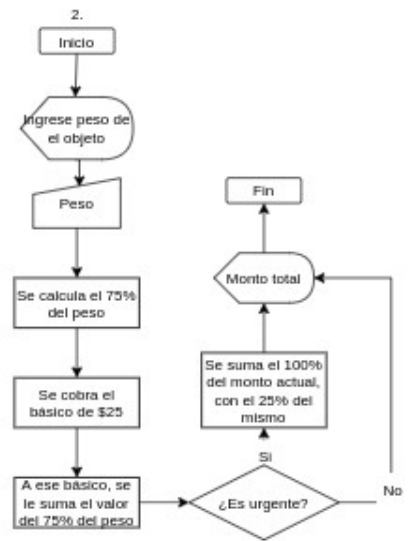 2.
Inicio
Ingrese peso de
el objeto
Peso
Se calcula el 75%
del peso
Se cobra el
básico de $25
A ese básico, se
le suma el valor
del 75% del peso
¿Es urgente?
Si
No
Se suma el 100%
del monto actual,
con el 25% del
mismo
Monto total
Fin